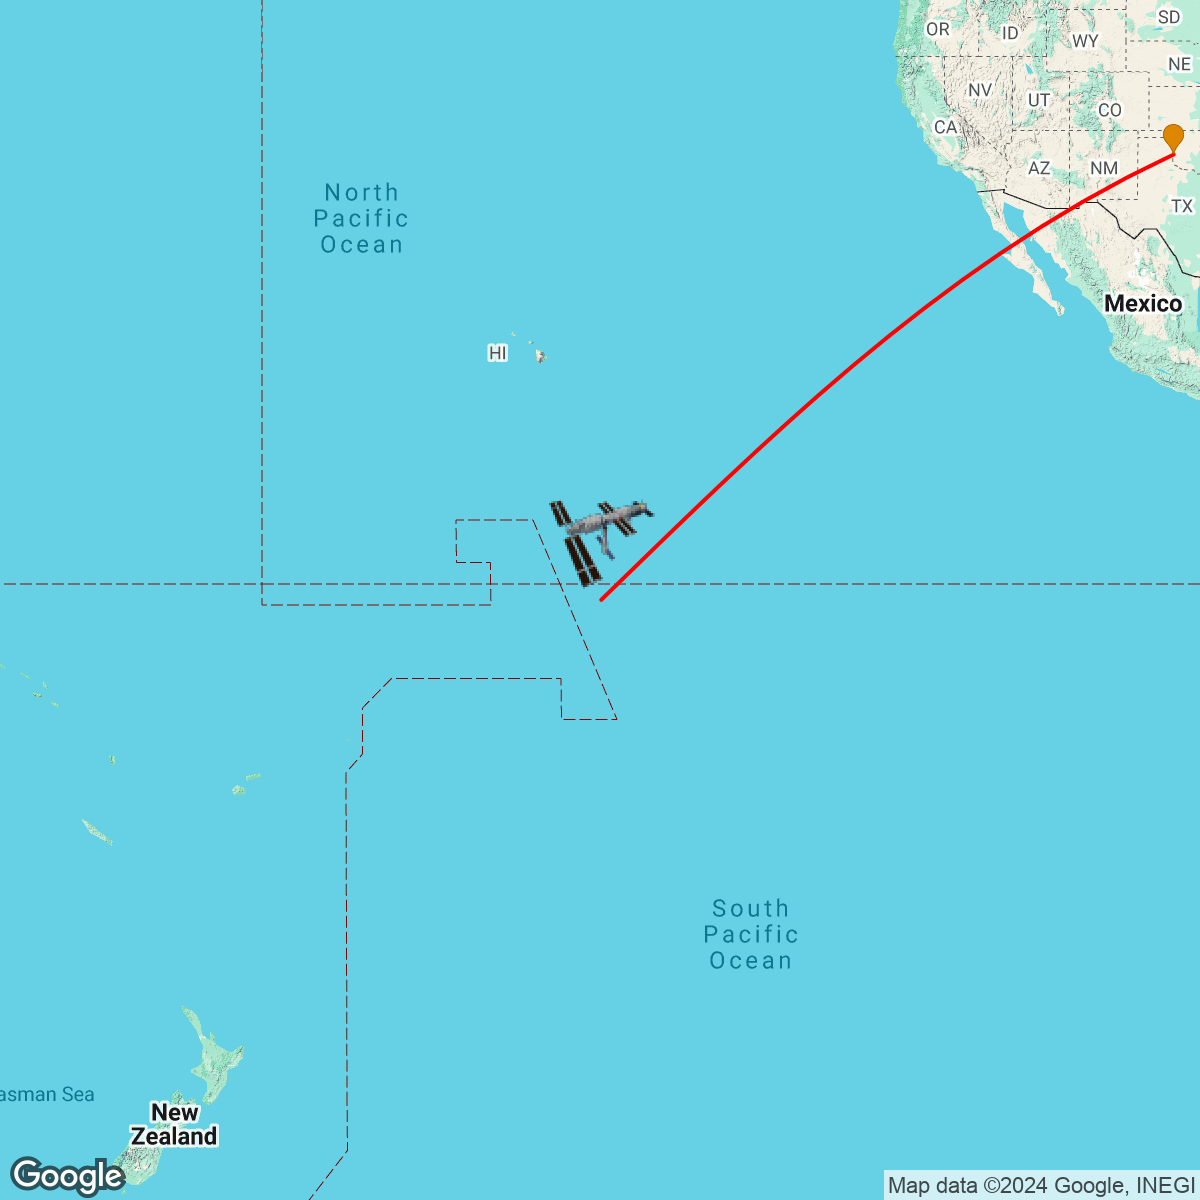 OR
ID
WY
SD
NE
NV
UT
CO
CA
AZ
NM
TX
North
Pacific
Ocean
HI
Mexico
South
Pacific
Ocean
asman Sea
New
Zealand
Google
Map data ©2024 Google, INEGI